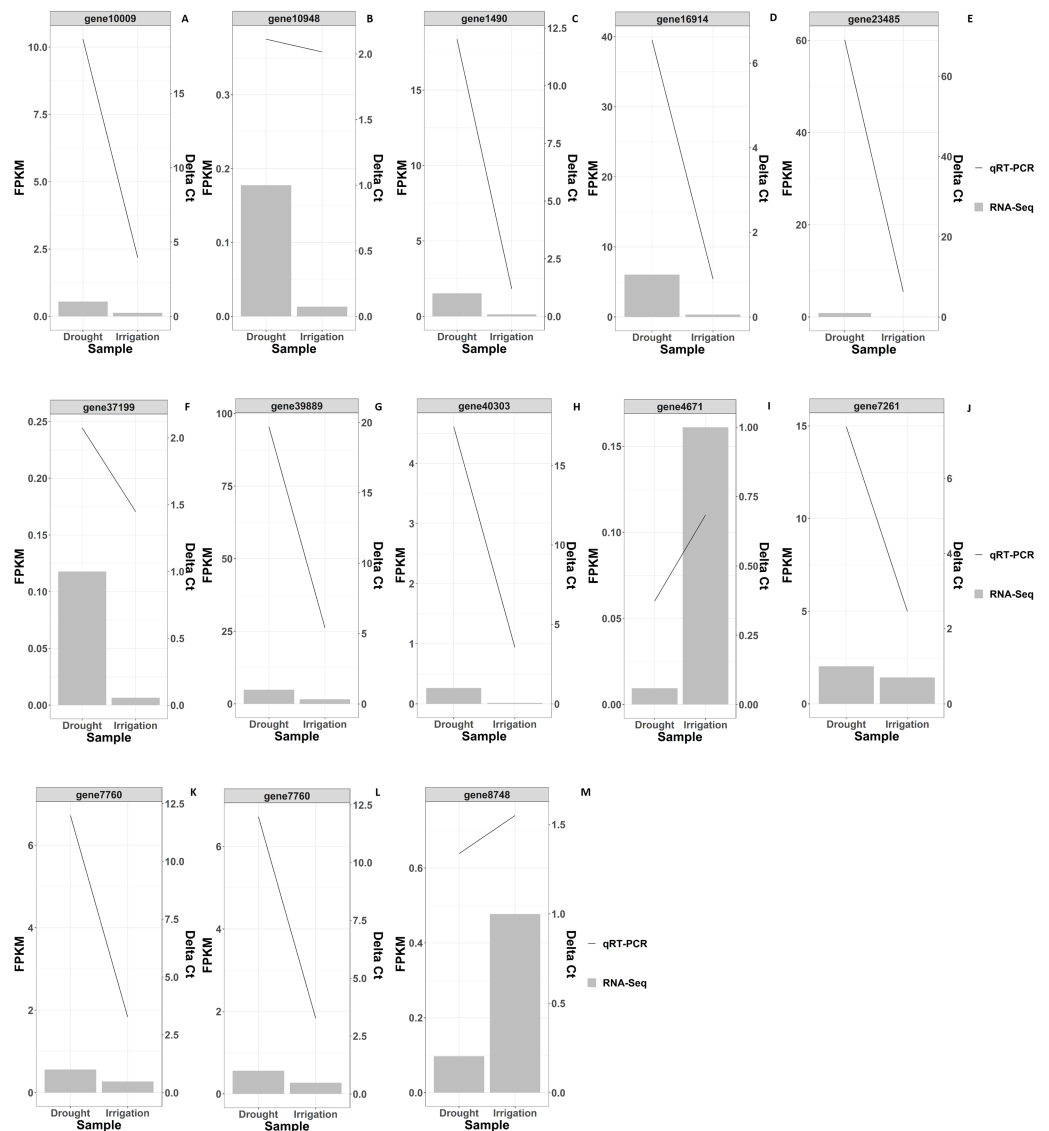 gene10009 A
gene10948 B
gene1490 C
gene16914 D
gene23485 E
10.0
7.5
5.0
2.5
0.0
15
10
5
0
FPKM
Delta Ct
Drought Irrigation
Sample
0.3
0.2
0.1
0.0
2.0
1.5
1.0
0.5
0.0
FPKM
Delta Ct
Drought Irrigation
Sample
15
10
5
0
12.5
10.0
7.5
5.0
2.5
0.0
FPKM
Delta Ct
Drought Irrigation
Sample
40
30
20
10
0
6
4
2
0
FPKM
Delta Ct
Drought Irrigation
Sample
60
40
20
0
60
40
20
0
FPKM
Delta Ct
Drought Irrigation
Sample
qRT-PCR
RNA-Seq
gene37199 F
gene39889 G
gene40303 H
gene4671 I
gene7261 J
0.25
0.20
0.15
0.10
0.05
0.00
2.0
1.5
1.0
0.5
0.0
FPKM
Delta Ct
Drought Irrigation
Sample
100
75
50
25
0
20
15
10
5
0
FPKM
Delta Ct
Drought Irrigation
Sample
4
3
2
1
0
15
10
5
0
FPKM
Delta Ct
Drought Irrigation
Sample
0.15
0.10
0.05
0.00
1.00
0.75
0.50
0.25
0.00
FPKM
Delta Ct
Drought Irrigation
Sample
15
10
5
0
6
4
2
0
FPKM
Delta Ct
Drought Irrigation
Sample
qRT-PCR
RNA-Seq
gene7760 K
gene7760 L
gene8748 M
6
4
2
0
12.5
10.0
7.5
5.0
2.5
0.0
FPKM
Delta Ct
Drought Irrigation
Sample
6
4
2
0
12.5
10.0
7.5
5.0
2.5
0.0
FPKM
Delta Ct
Drought Irrigation
Sample
0.6
0.4
0.2
0.0
1.5
1.0
0.5
0.0
FPKM
Delta Ct
Drought Irrigation
Sample
qRT-PCR
RNA-Seq